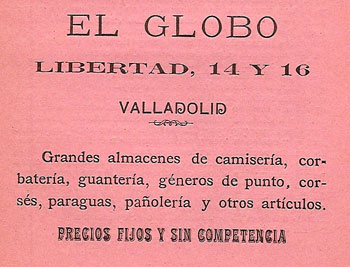 EL GLOBO
LIBERTAD, 14 Y 16
VALLADOLID
Grandes almacenes de camisería, cor-
batería, guantería, géneros de punto, cor-
sés, paraguas, pañolería y otros artículos.
PRECIOS FIJOS Y SIN COMPETENCIA